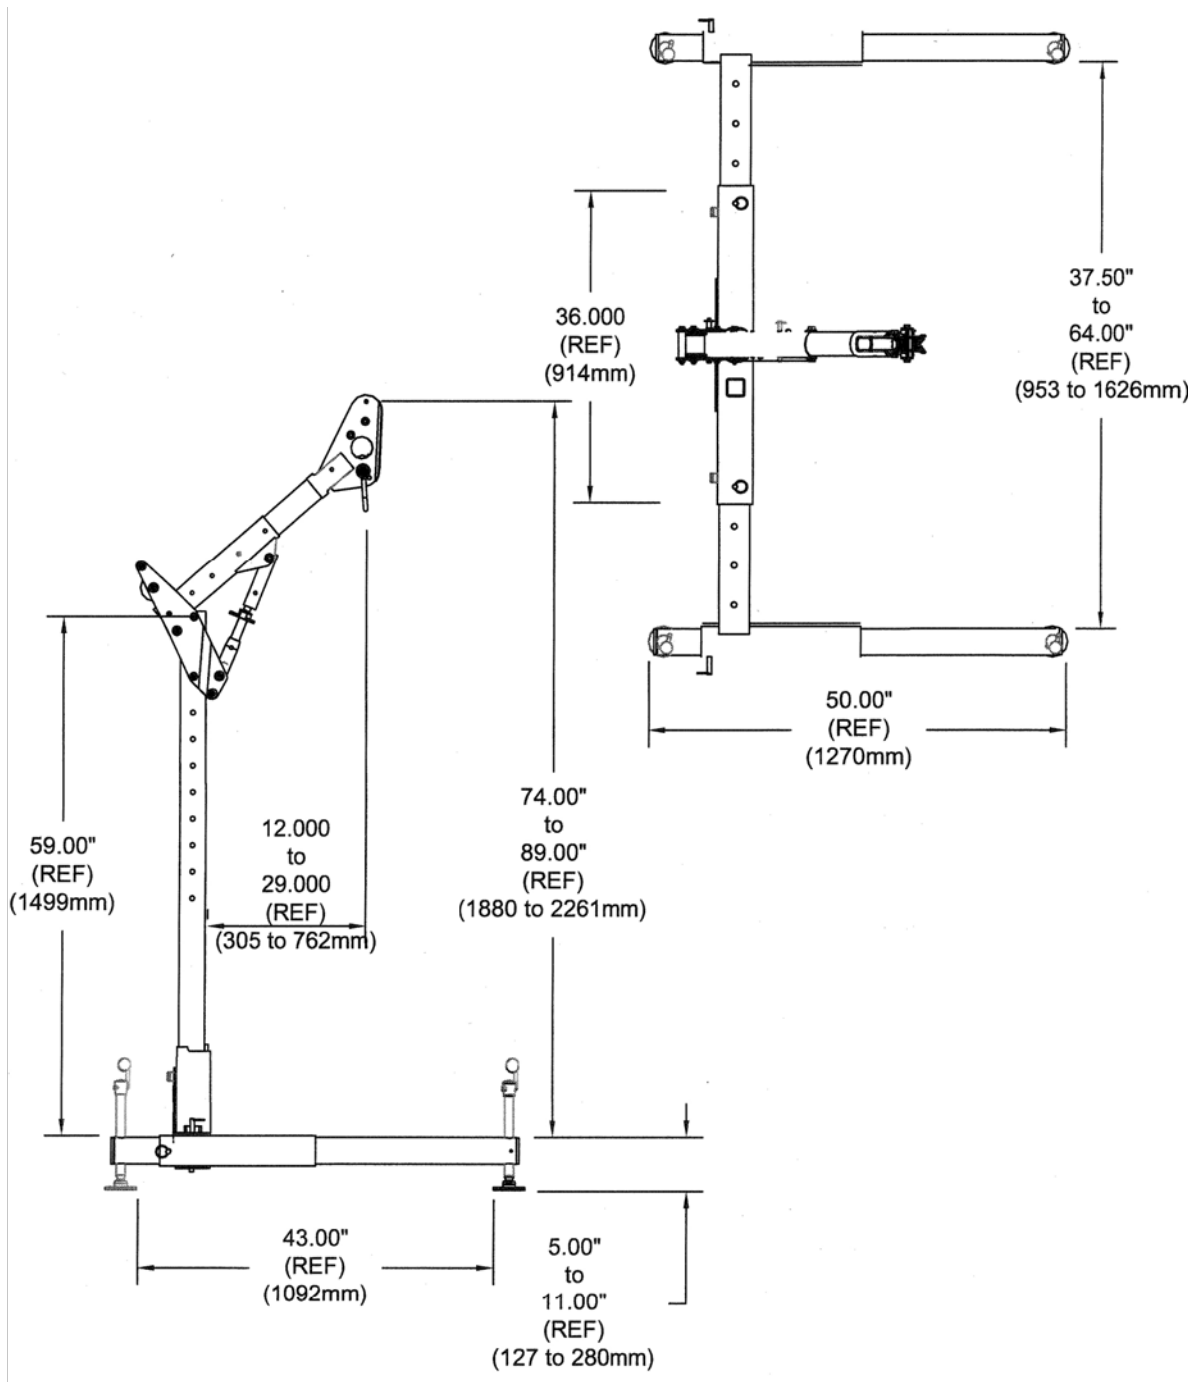 37.50"
to
64.00"
(REF)
(953 to 1626mm)
36.000
(REF)
(914mm)
50.00"
(REF)
(1270mm)
74.00"
to
89.00"
(REF)
(1880 to 2261mm)
12.000
to
29.000
(REF)
(305 to 762mm)
59.00"
(REF)
(1499mm)
43.00"
(REF)
(1092mm)
5.00"
to
11.00"
(REF)
(127 to 280mm)